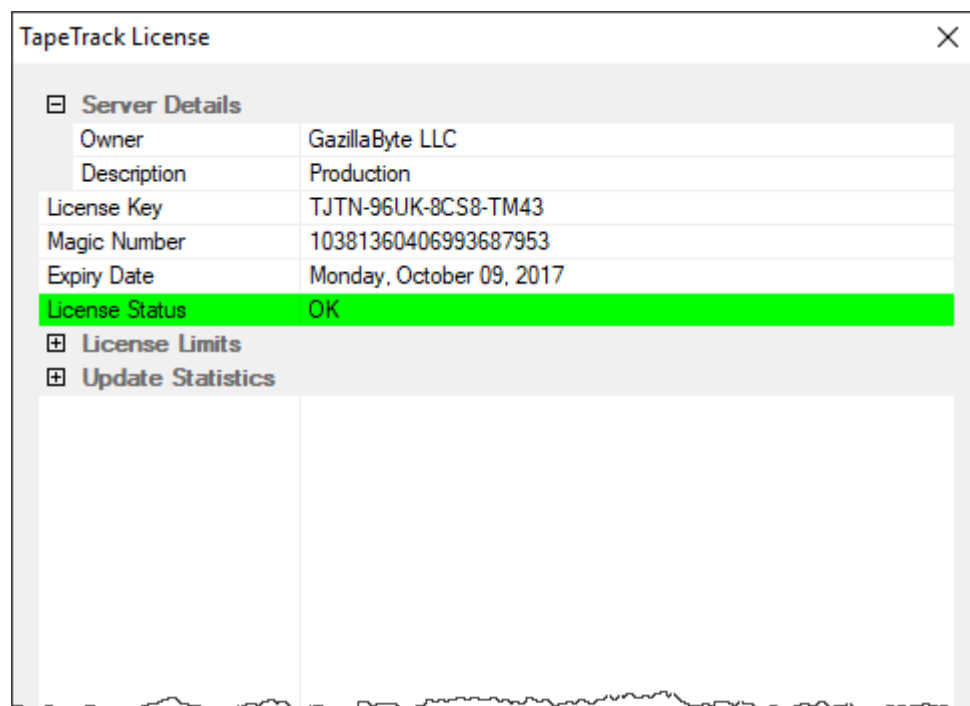 TapeTrack License
Server Details
Owner GazillaByte LLC
Description Production
License Key TJTN-96UK-8CS8-TM43
Magic Number 10381360406993687953
Expiry Date Monday, October 09, 2017
License Status OK
License Limits
Update Statistics